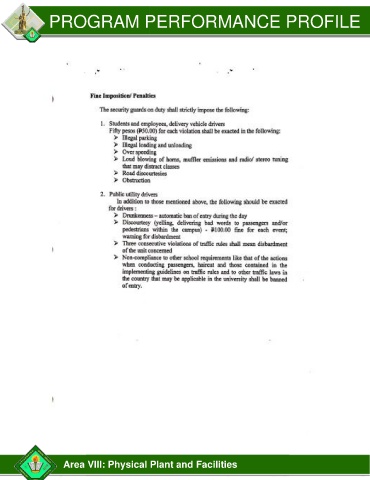 PROGRAM PERFORMANCE PROFILE
Fine Imposition/ Penalties
The security guards on duty shall strictly impose the following:
1. Students and employees, delivery vehicle drivers
Fifty pesos (₱50.00) for each violation shall be exacted in the following:
➢ Illegal parking
➢ Illegal loading and unloading
➢ Over speeding
➢ Loud blowing of horns, muffler emissions and radio/ stereo tuning
that may distract classes
➢ Road discourtesies
➢ Obstruction
2. Public utility drivers
In addition to those mentioned above, the following should be exacted
for drivers :
➢ Drunkenness – automatic ban of entry during the day
➢ Discourtesy (yelling, delivering bad words to passengers and/or
pedestrians within the campus) - ₱100.00 fine for each event;
warning for disbardment
➢ Three consecutive violations of traffic rules shall mean disbardment
of the unit concerned
➢ Non-compliance to other school requirements like that of the actions
when conducting passengers, haircut and those contained in the
implementing guidelines on traffic rules and to other traffic laws in
the country that may be applicable in the university shall be banned
of entry.
Area VIII: Physical Plant and Facilities